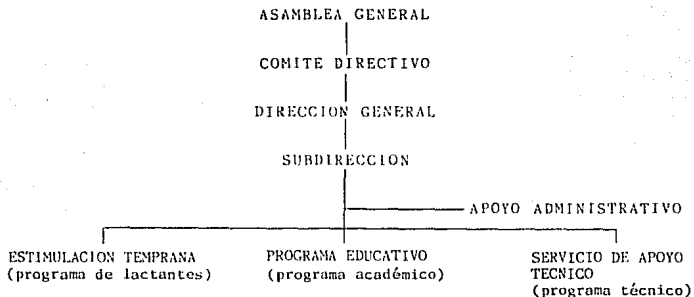 ASAMBLEA GENERAL
COMITE DIRECTIVO
DIRECCION GENERAL
SUBDIRECCION
APOYO ADMINISTRATIVO
ESTIMULACION TEMPRANA
(programa de lactantes)
PROGRAMA EDUCATIVO
(programa académico)
SERVICIO DE APOYO
TECNICO
(programa técnico)